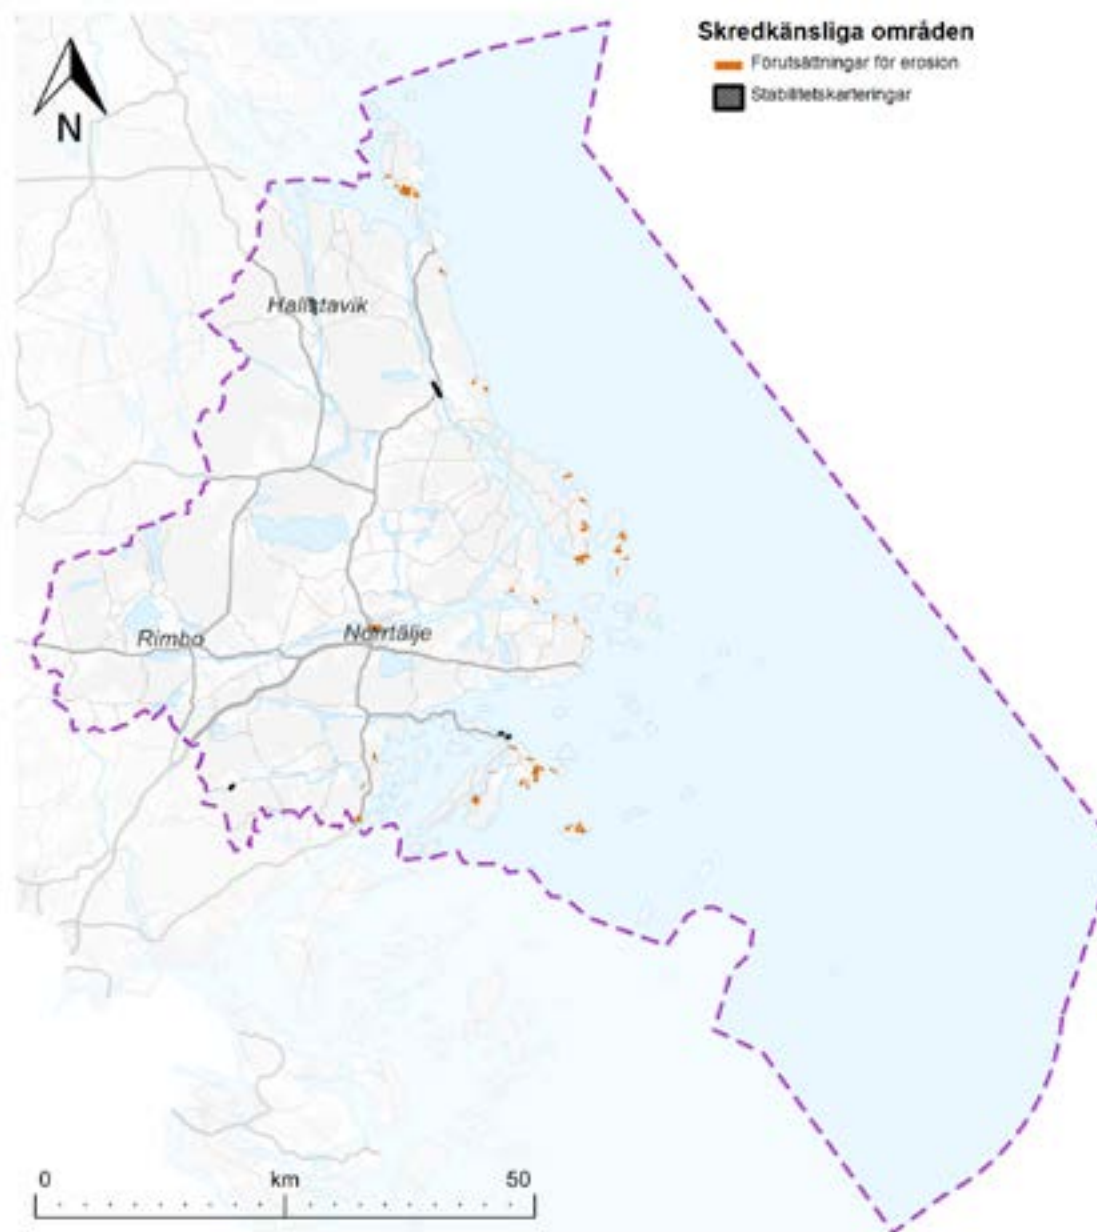 Skredkänsliga områden
Förutsättningar för erosion
Stabilitetskarteringar
N
Hallstavik
Rimbo
Norrtälje
0 km 50